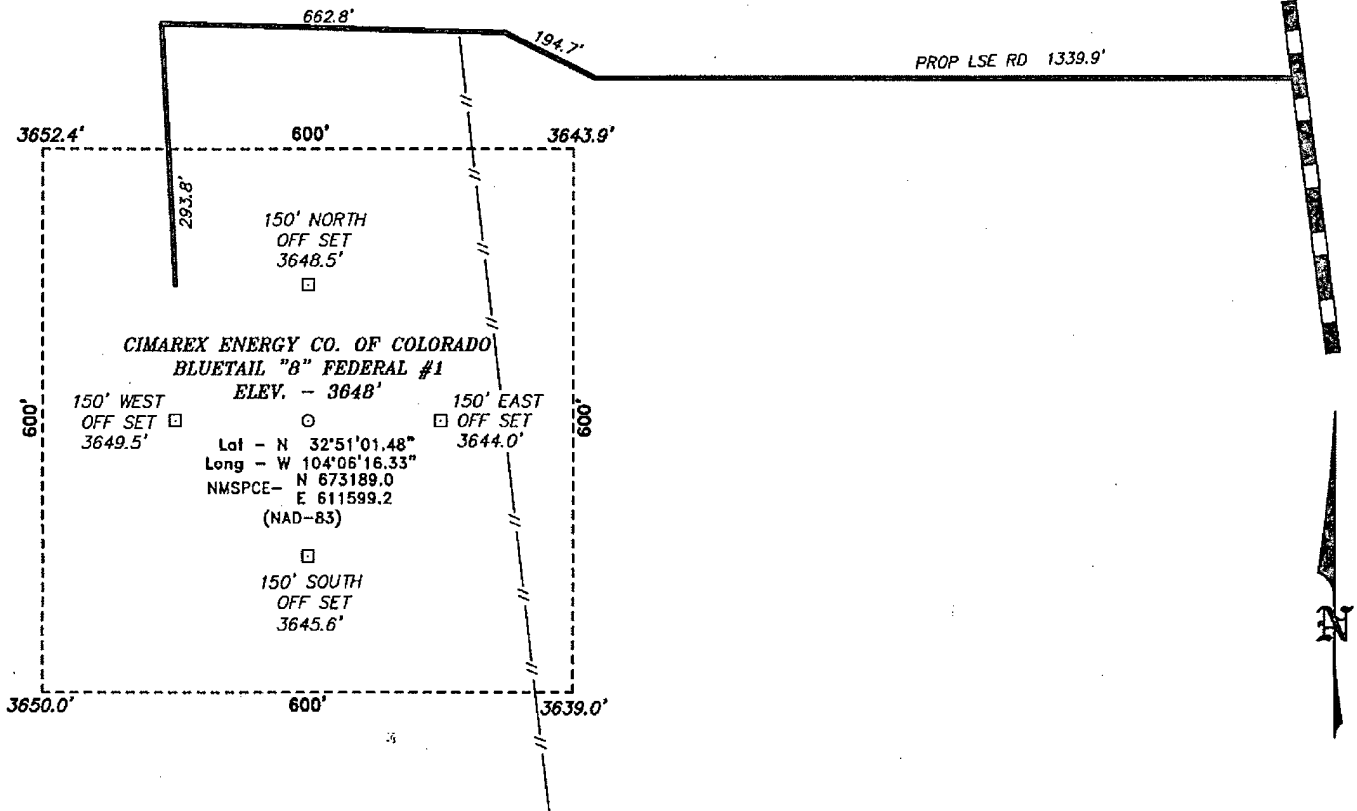 662.8'
194.7'
PROP LSE RD 1339.9'
3652.4'
600'
3643.9'
293.8'
150' NORTH
OFF SET
3648.5'
CIMAREX ENERGY CO. OF COLORADO
BLUETAIL "8" FEDERAL #1
ELEV. - 3648'
600'
150' WEST
OFF SET
3649.5'
150' EAST
OFF SET
3644.0'
600'
Lat - N 32°51'01.48"
Long - W 104°06'16.33"
NMSPCE- N 673189.0
E 611599.2
(NAD-83)
150' SOUTH
OFF SET
3645.6'
3650.0'
600'
3639.0'
N